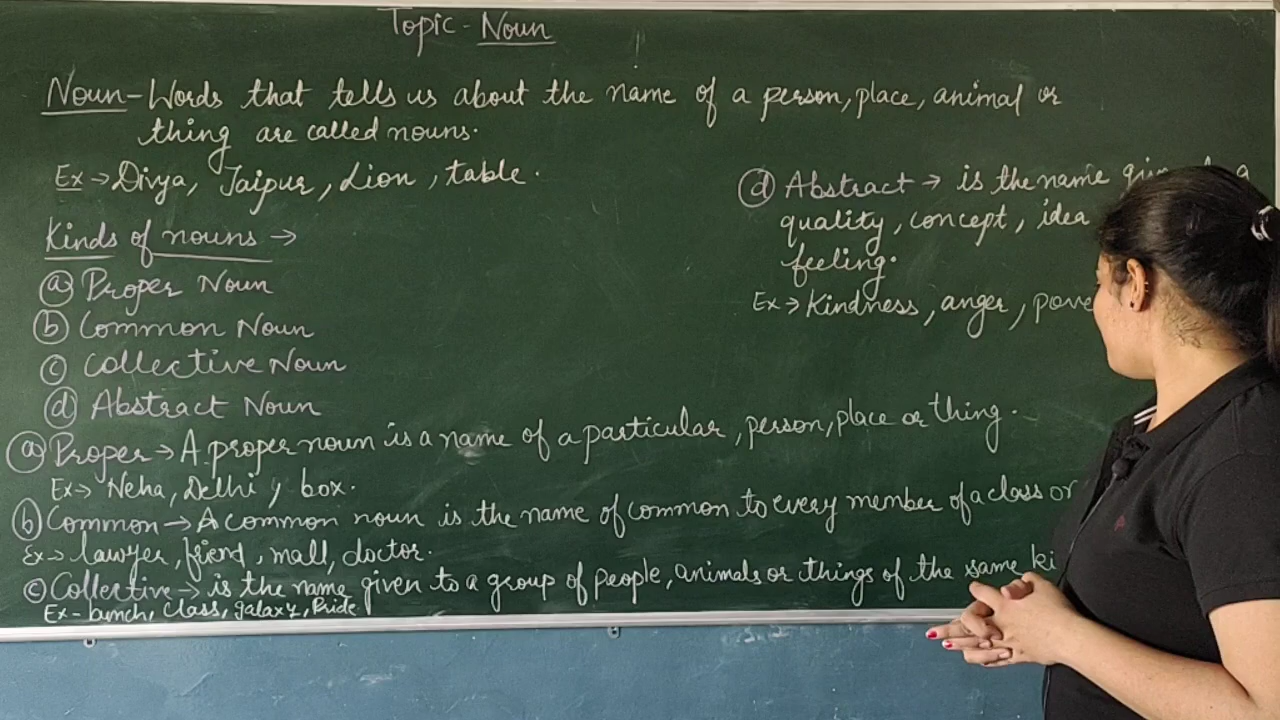 Topic - Noun
Noun - Words that tells us about the name of a person, place, animal or
thing are called nouns.
Ex → Divya, Jaipur, Lion, table.
Kinds of nouns →
(a) Proper Noun
(b) Common Noun
(c) Collective Noun
(d) Abstract Noun
(a) Proper → A proper noun is a name of a particular, person, place or thing.
Ex → Neha, Delhi, box.
(b) Common → A common noun is the name of common to every member of a class or
Ex → lawyer, friend, mall, doctor.
(c) Collective → is the name given to a group of people, animals or things of the same
Ex - bunch, Class, galaxy, Pride
(d) Abstract → is the name
quality, concept, idea
feeling.
Ex → Kindness, anger,